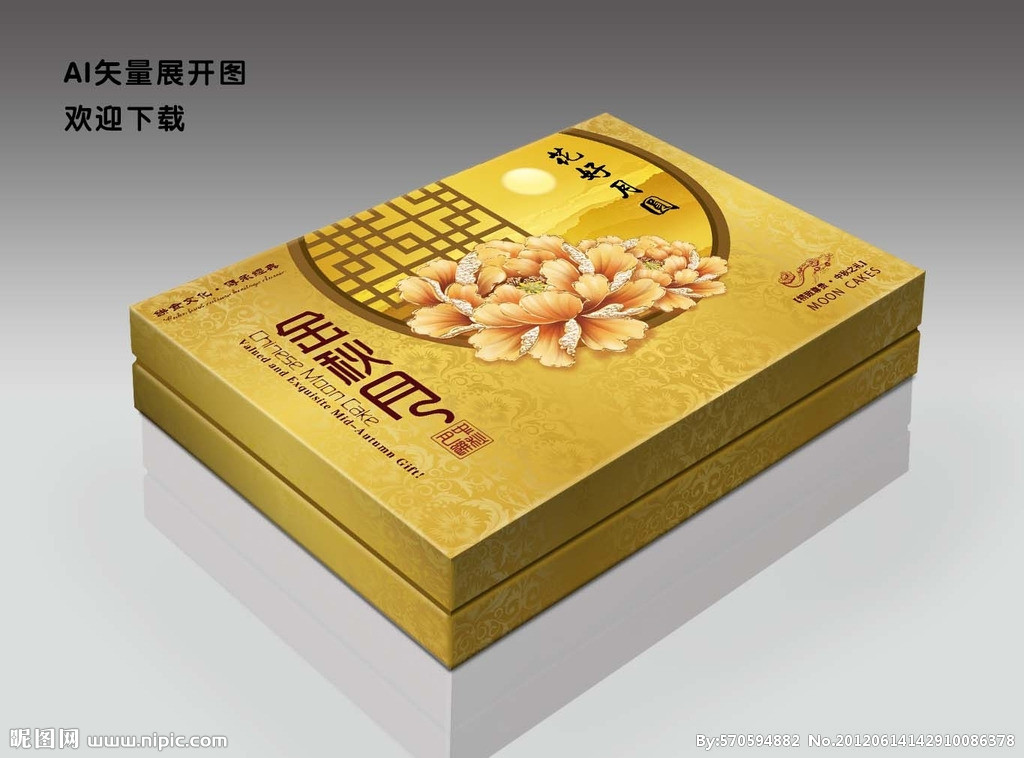 AI矢量展开图
欢迎下载
花好月圆
MOON CAKES
金秋月
Chinese Moon Cake
Valued and Exquisite Mid-Autumn Gift!
昵图网 www.nipic.com
By:570594882 No.20120614142910086378